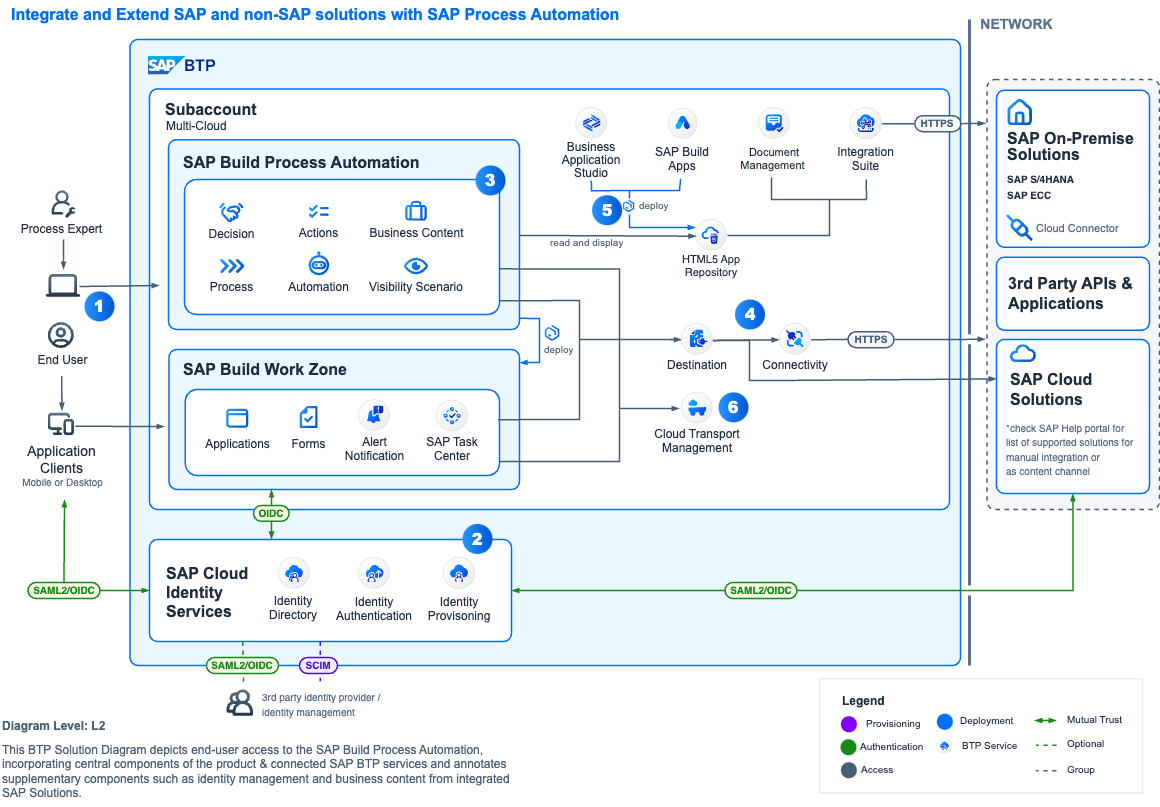 Integrate and Extend SAP and non-SAP solutions with SAP Process Automation
NETWORK
SAP BTP
Subaccount
Multi-Cloud
SAP Build Process Automation
3
Decision
Actions
Business Content
Process
Automation
Visibility Scenario
Business
Application
Studio
SAP Build
Apps
Document
Management
Integration
Suite
HTTPS
5
deploy
read and display
HTML5 App
Repository
Process Expert
1
End User
Application
Clients
Mobile or Desktop
deploy
SAP Build Work Zone
Applications
Forms
Alert
Notification
SAP Task
Center
4
Destination
Connectivity
HTTPS
6
Cloud Transport
Management
SAP On-Premise
Solutions
SAP S/4HANA
SAP ECC
Cloud Connector
3rd Party APIs &
Applications
SAP Cloud
Solutions
*check SAP Help portal for
list of supported solutions for
manual integration or
as content channel
OIDC
2
SAP Cloud
Identity
Services
Identity
Directory
Identity
Authentication
Identity
Provisoning
SAML2/OIDC
SAML2/OIDC
SAML2/OIDC
SCIM
3rd party identity provider /
identity management
Diagram Level: L2
This BTP Solution Diagram depicts end-user access to the SAP Build Process Automation,
incorporating central components of the product & connected SAP BTP services and annotates
supplementary components such as identity management and business content from integrated
SAP Solutions.
Legend
Provisioning
Deployment
Mutual Trust
Authentication
BTP Service
Optional
Access
Group